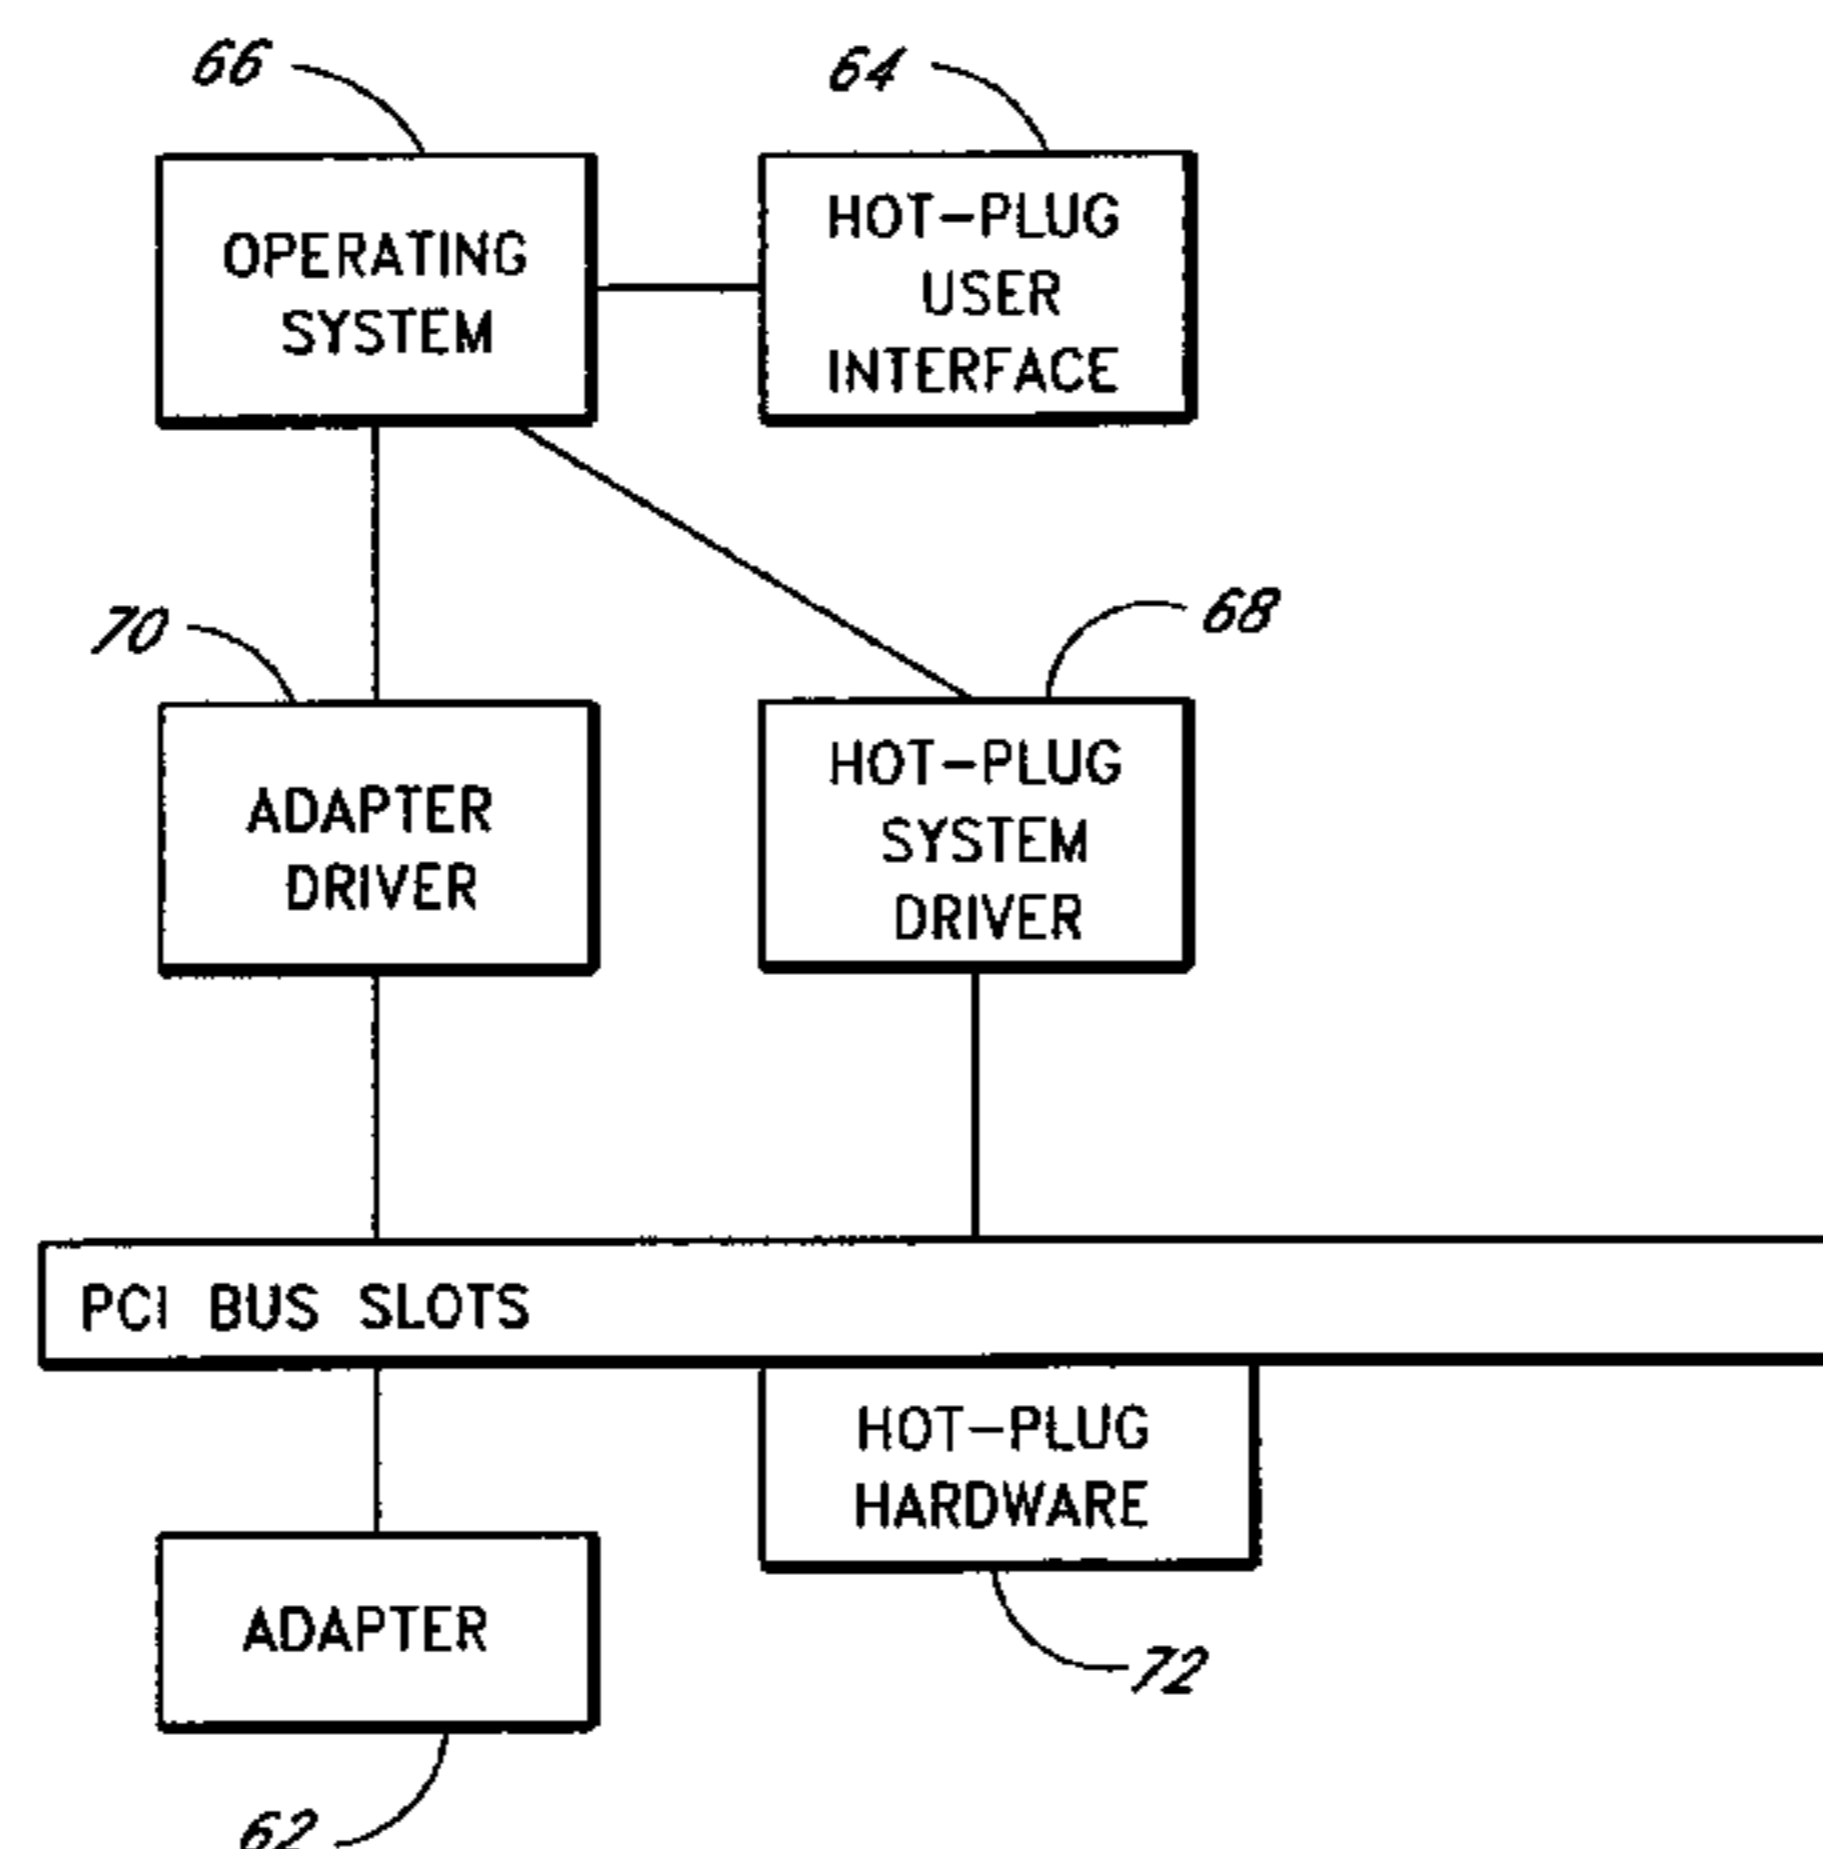 66
64
OPERATING
SYSTEM
HOT-PLUG
USER
INTERFACE
70
68
ADAPTER
DRIVER
HOT-PLUG
SYSTEM
DRIVER
PCI BUS SLOTS
HOT-PLUG
HARDWARE
ADAPTER
72
62